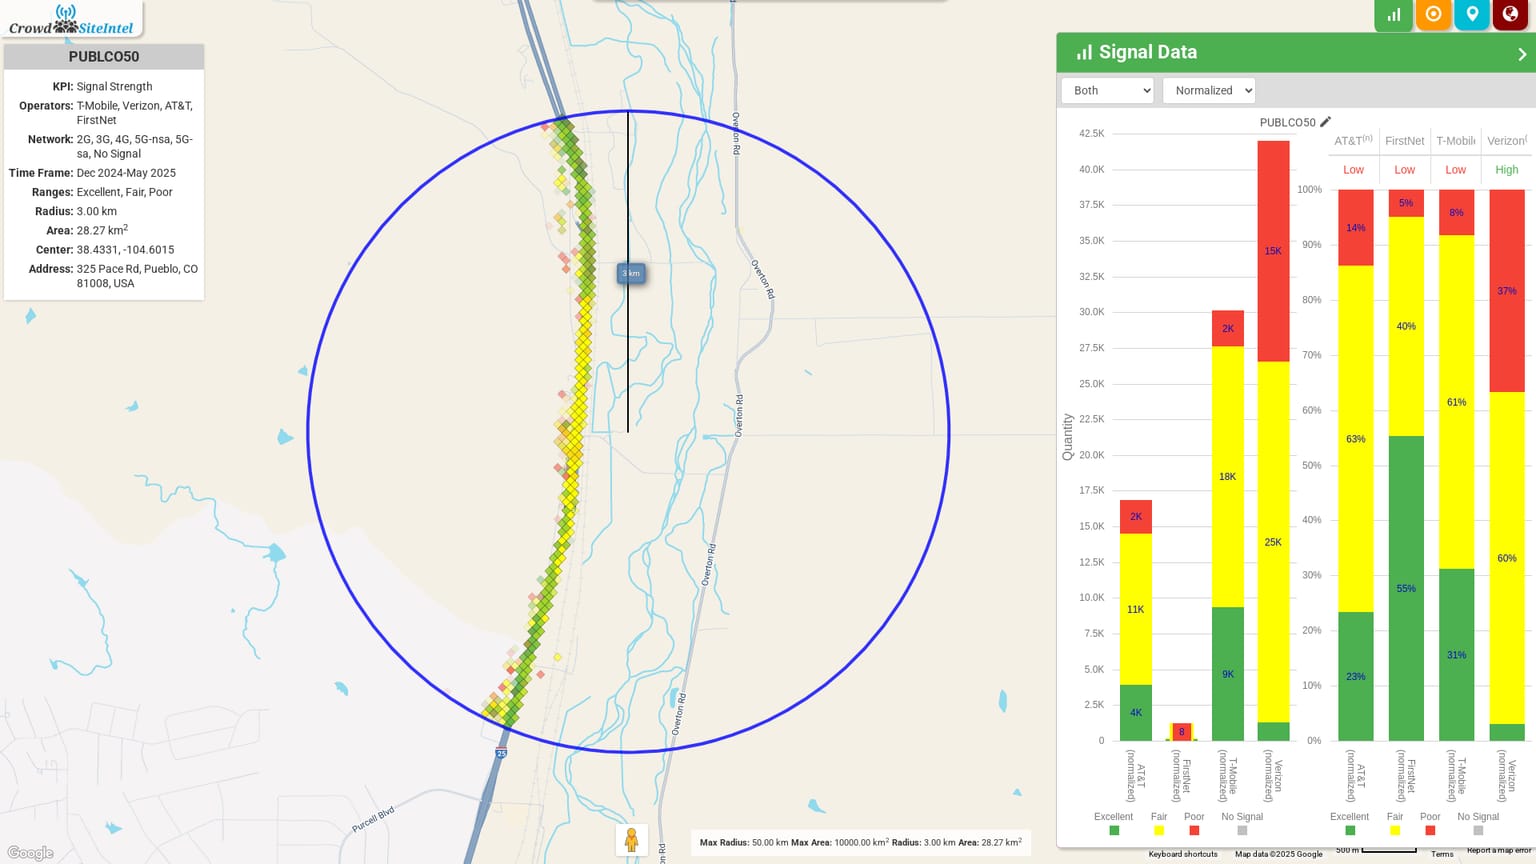 Crowd SiteIntel
PUBLCO50
KPI: Signal Strength
Operators: T-Mobile, Verizon, AT&T,
FirstNet
Network: 2G, 3G, 4G, 5G-nsa, 5G-
sa, No Signal
Time Frame: Dec 2024-May 2025
Ranges: Excellent, Fair, Poor
Radius: 3.00 km
Area: 28.27 km²
Center: 38.4331, -104.6015
Address: 325 Pace Rd, Pueblo, CO
81008, USA
Overton Rd
3 km
Overton Rd
Overton Rd
Overton Rd
Overton Rd
25
Purcell Blvd
Google
Max Radius: 50.00 km Max Area: 10000.00 km² Radius: 3.00 km Area: 28.27 km²
Signal Data
Both
Normalized
PUBLCO50
Quantity
42.5K
40.0K
37.5K
35.0K
32.5K
30.0K
27.5K
25.0K
22.5K
20.0K
17.5K
15.0K
12.5K
10.0K
7.5K
5.0K
2.5K
0
2K
11K
4K
8
2K
18K
9K
15K
25K
AT&T (normalized)
FirstNet (normalized)
T-Mobile (normalized)
Verizon (normalized)
Excellent Fair Poor No Signal
AT&T(n) FirstNet T-Mobil Verizon(
Low Low Low High
100%
90%
80%
70%
60%
50%
40%
30%
20%
10%
0%
14%
63%
23%
5%
40%
55%
8%
61%
31%
37%
60%
AT&T (normalized)
FirstNet (normalized)
T-Mobile (normalized)
Verizon (normalized)
Excellent Fair Poor No Signal
Keyboard shortcuts Map data ©2025 Google 500 m Terms Report a map error